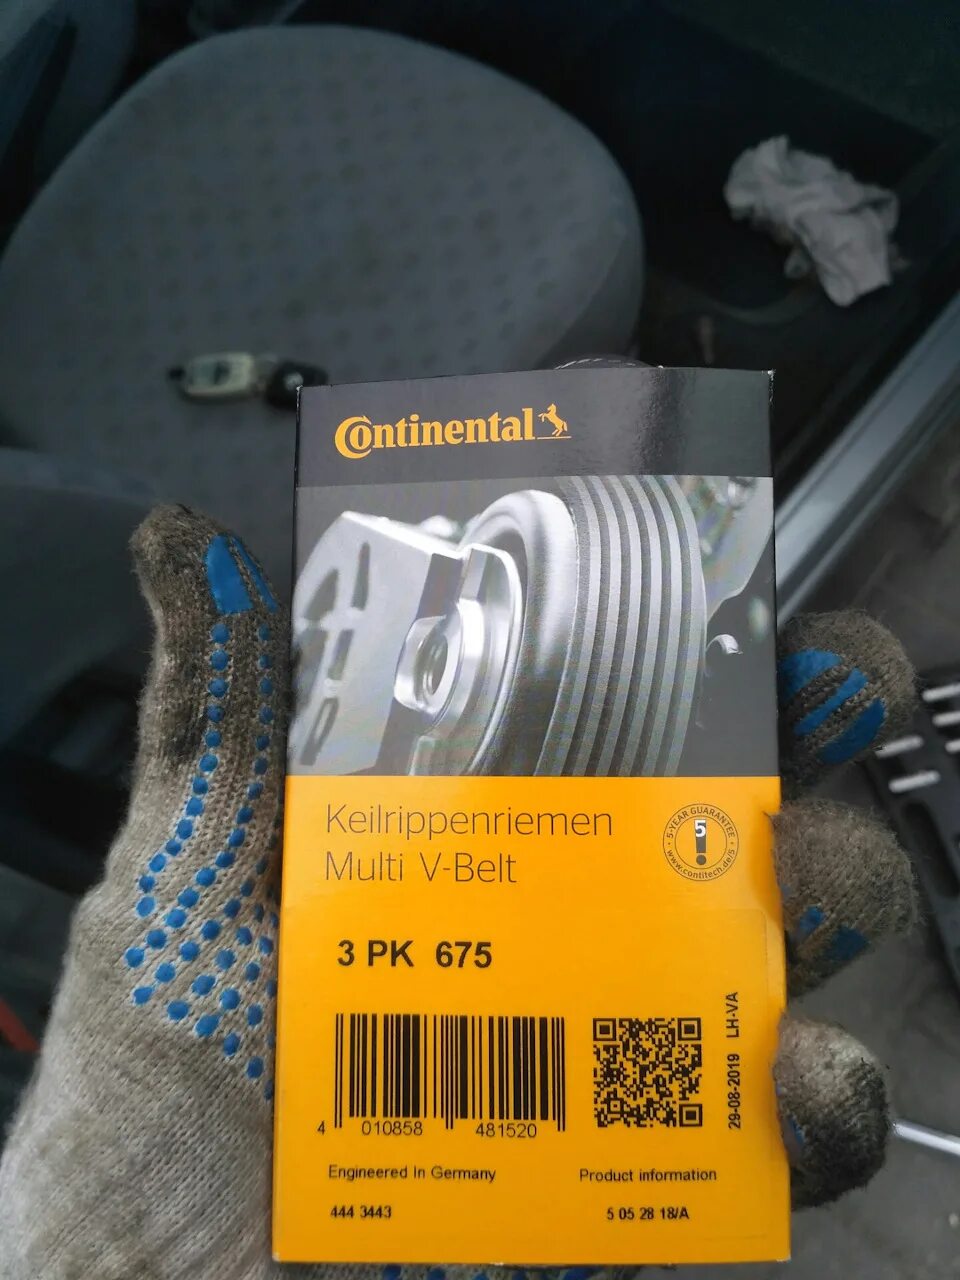 Continental
Keilrippenriemen
Multi V-Belt
5-YEAR GUARANTEE
5
www.contitech.de/5
3 PK 675
29-08-2019 LH-VA
4 010858 481520
Engineered In Germany
Product information
444 3443
5 05 28 18/A